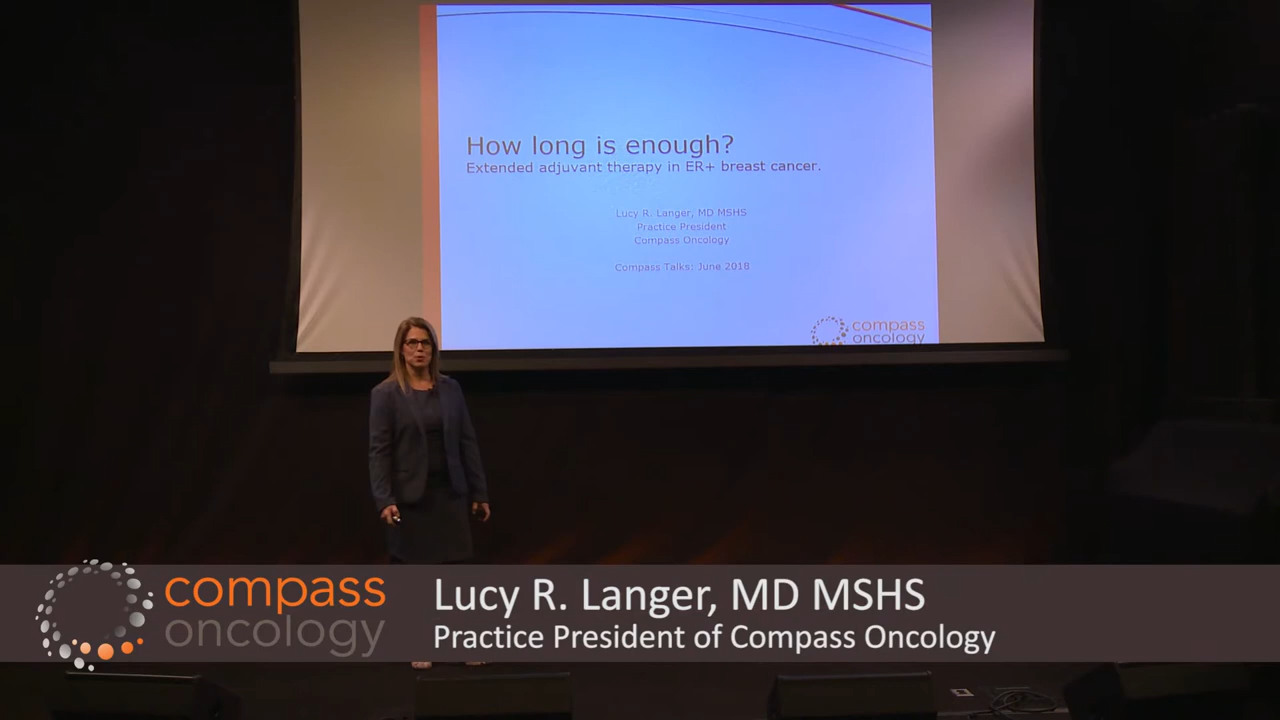 How long is enough?
Extended adjuvant therapy in ER+ breast cancer.
Lucy R. Langer, MD MSHS
Practice President
Compass Oncology
Compass Talks: June 2018
compass
oncology
compass
oncology
Lucy R. Langer, MD MSHS
Practice President of Compass Oncology